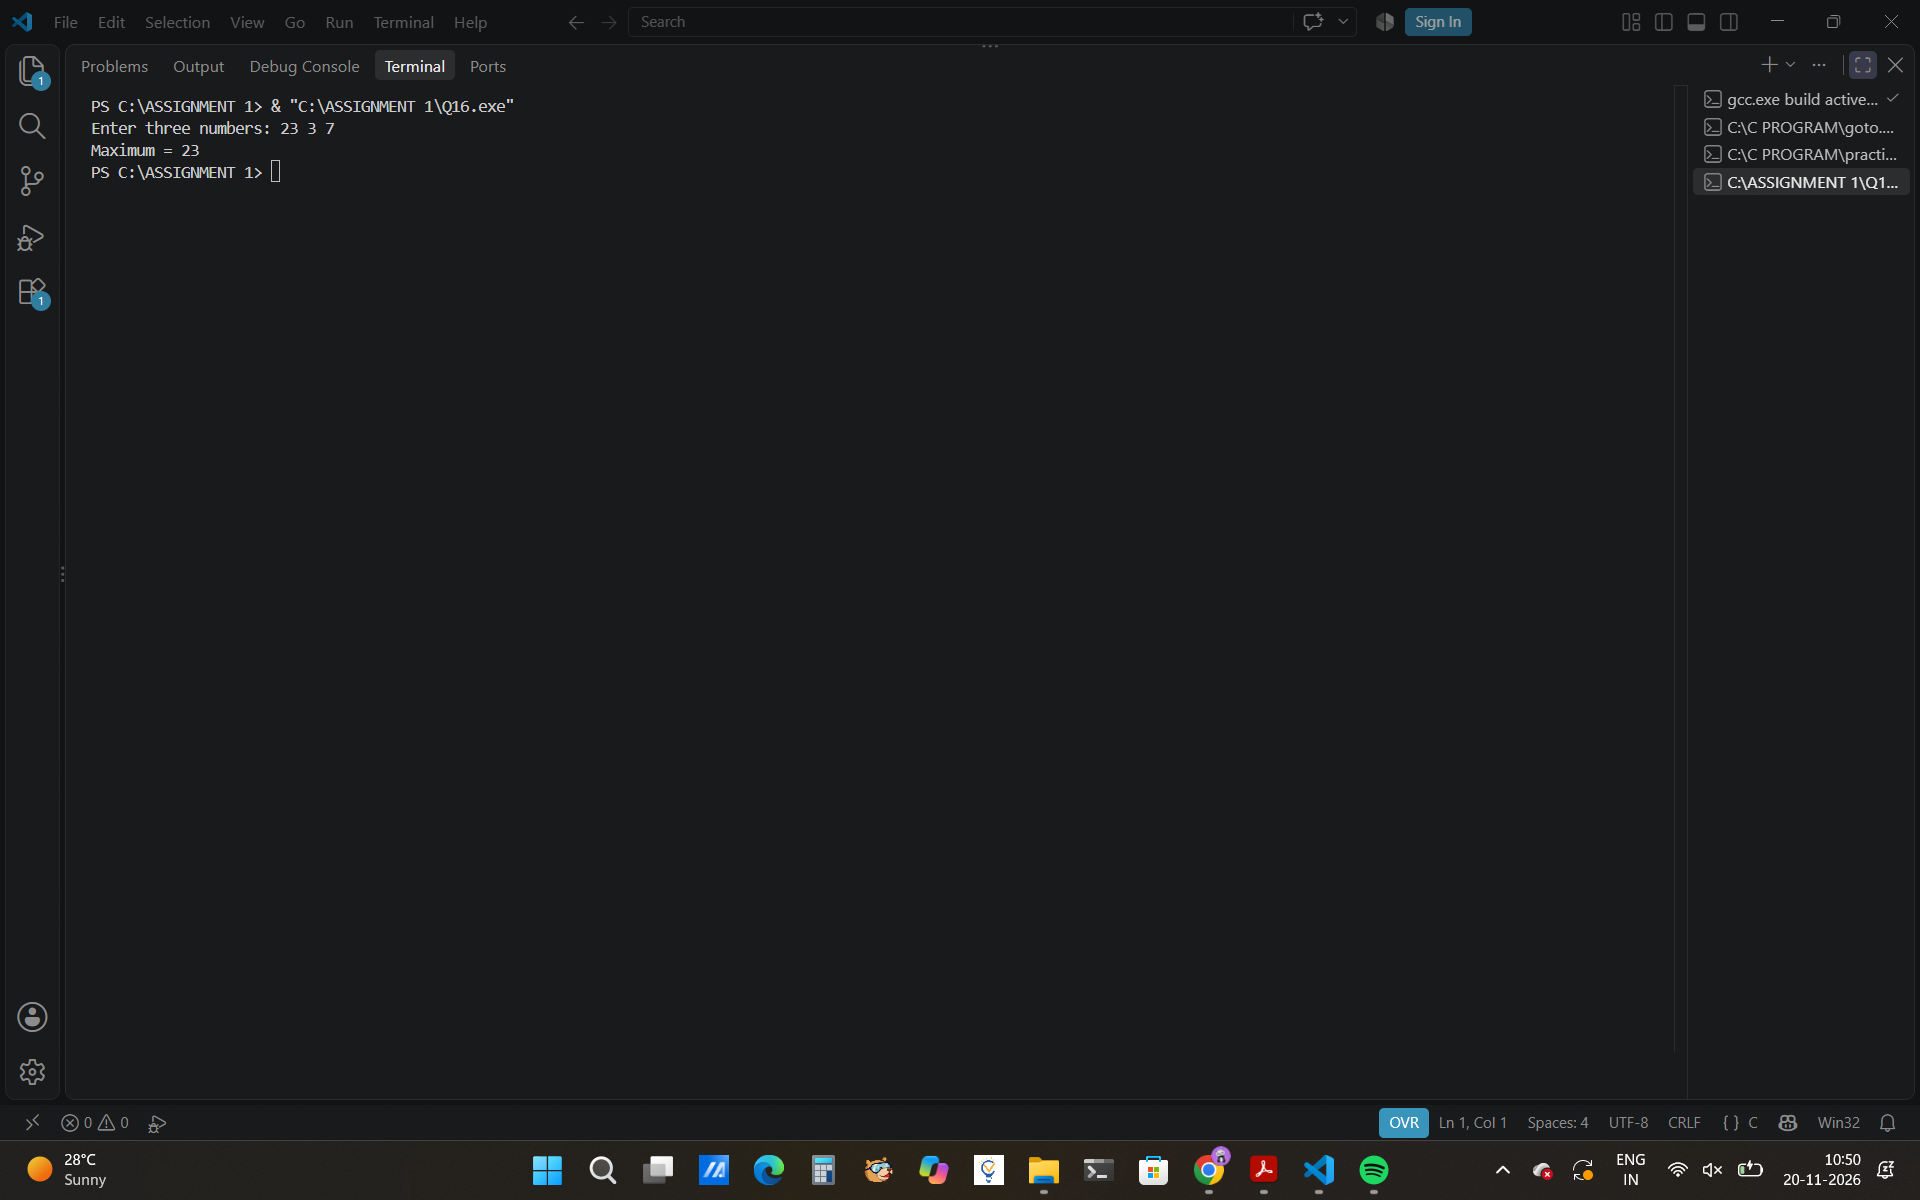 File Edit Selection View Go Run Terminal Help
Search
Sign In
Problems Output Debug Console Terminal Ports
1
1
PS C:\ASSIGNMENT 1> & "C:\ASSIGNMENT 1\Q16.exe"
Enter three numbers: 23 3 7
Maximum = 23
PS C:\ASSIGNMENT 1>
gcc.exe build active...
C:\C PROGRAM\goto....
C:\C PROGRAM\practi...
C:\ASSIGNMENT 1\Q1...
0 0
OVR Ln 1, Col 1 Spaces: 4 UTF-8 CRLF { } C Win32
28°C
Sunny
ENG
IN
10:50
20-11-2026